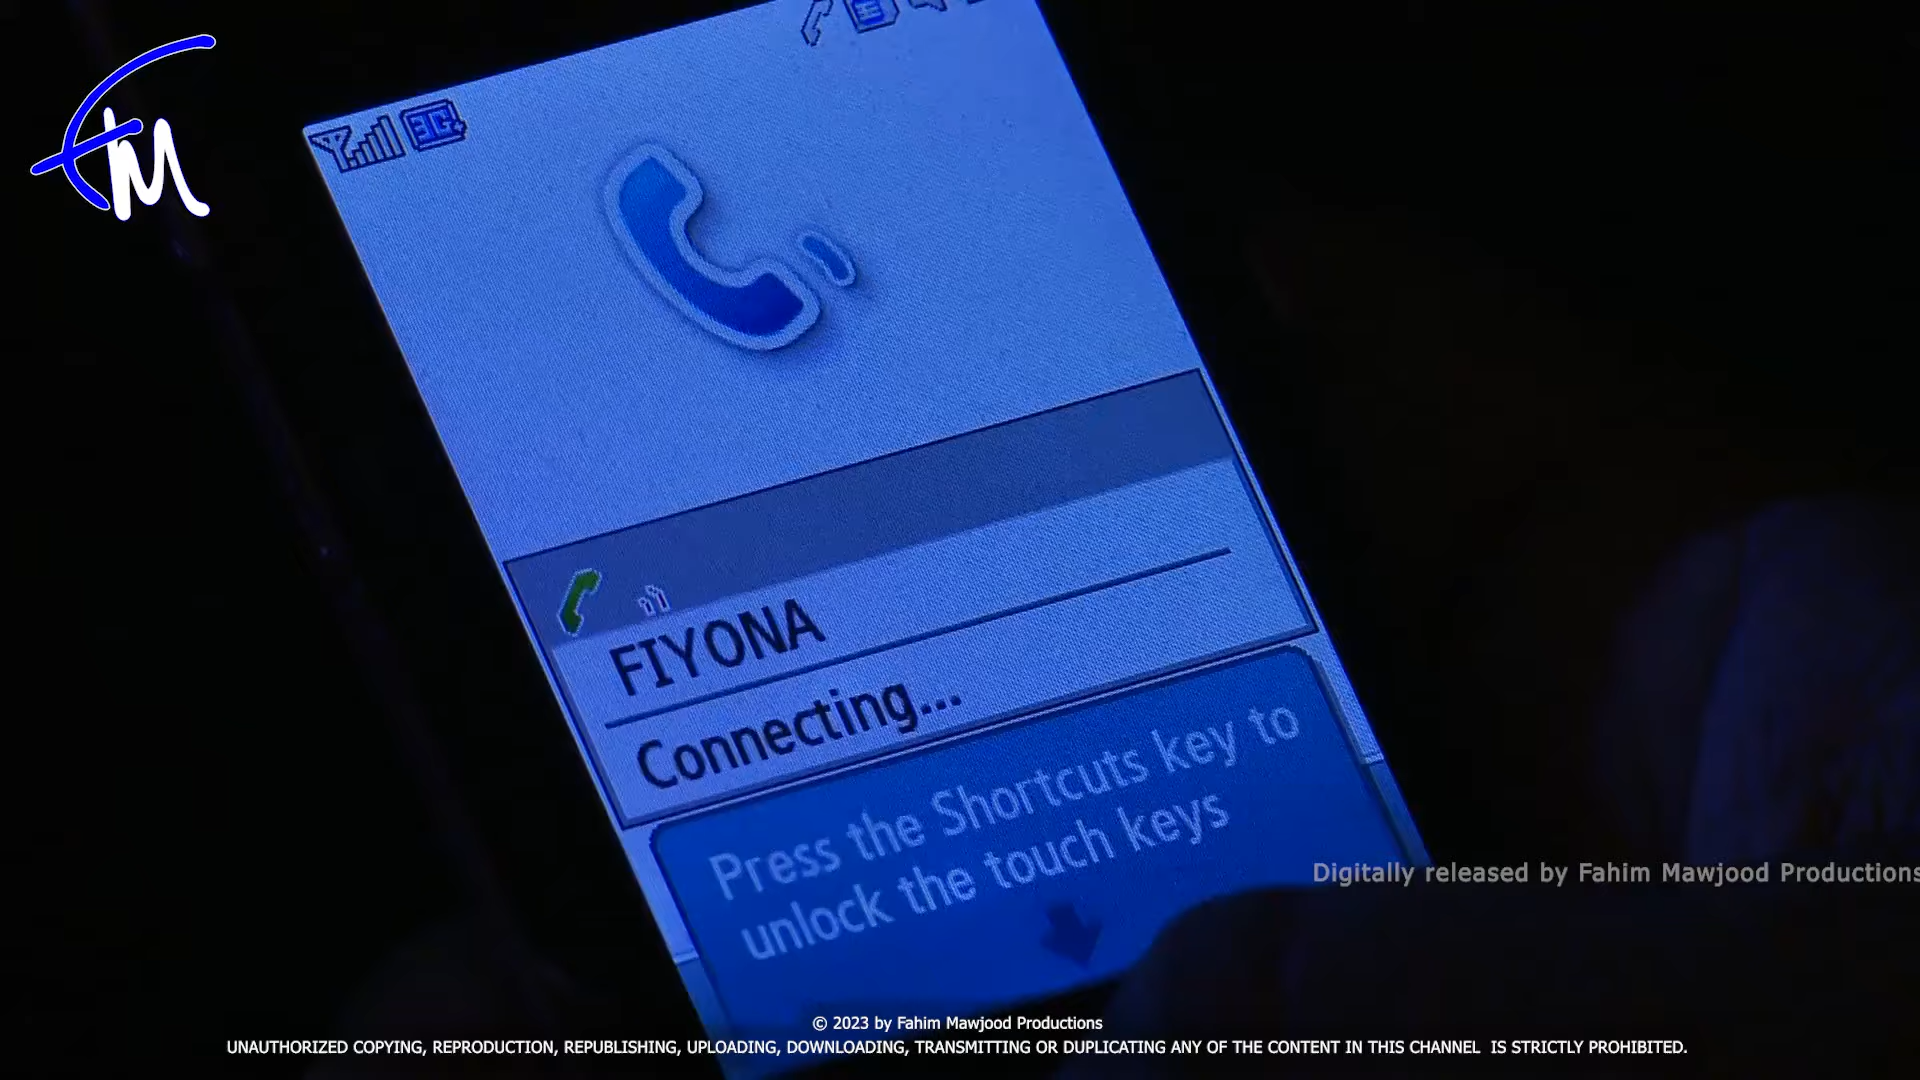 FM
3G
FIYONA
Connecting...
Press the Shortcuts key to
unlock the touch keys
Digitally released by Fahim Mawjood Productions
© 2023 by Fahim Mawjood Productions
UNAUTHORIZED COPYING, REPRODUCTION, REPUBLISHING, UPLOADING, DOWNLOADING, TRANSMITTING OR DUPLICATING ANY OF THE CONTENT IN THIS CHANNEL IS STRICTLY PROHIBITED.